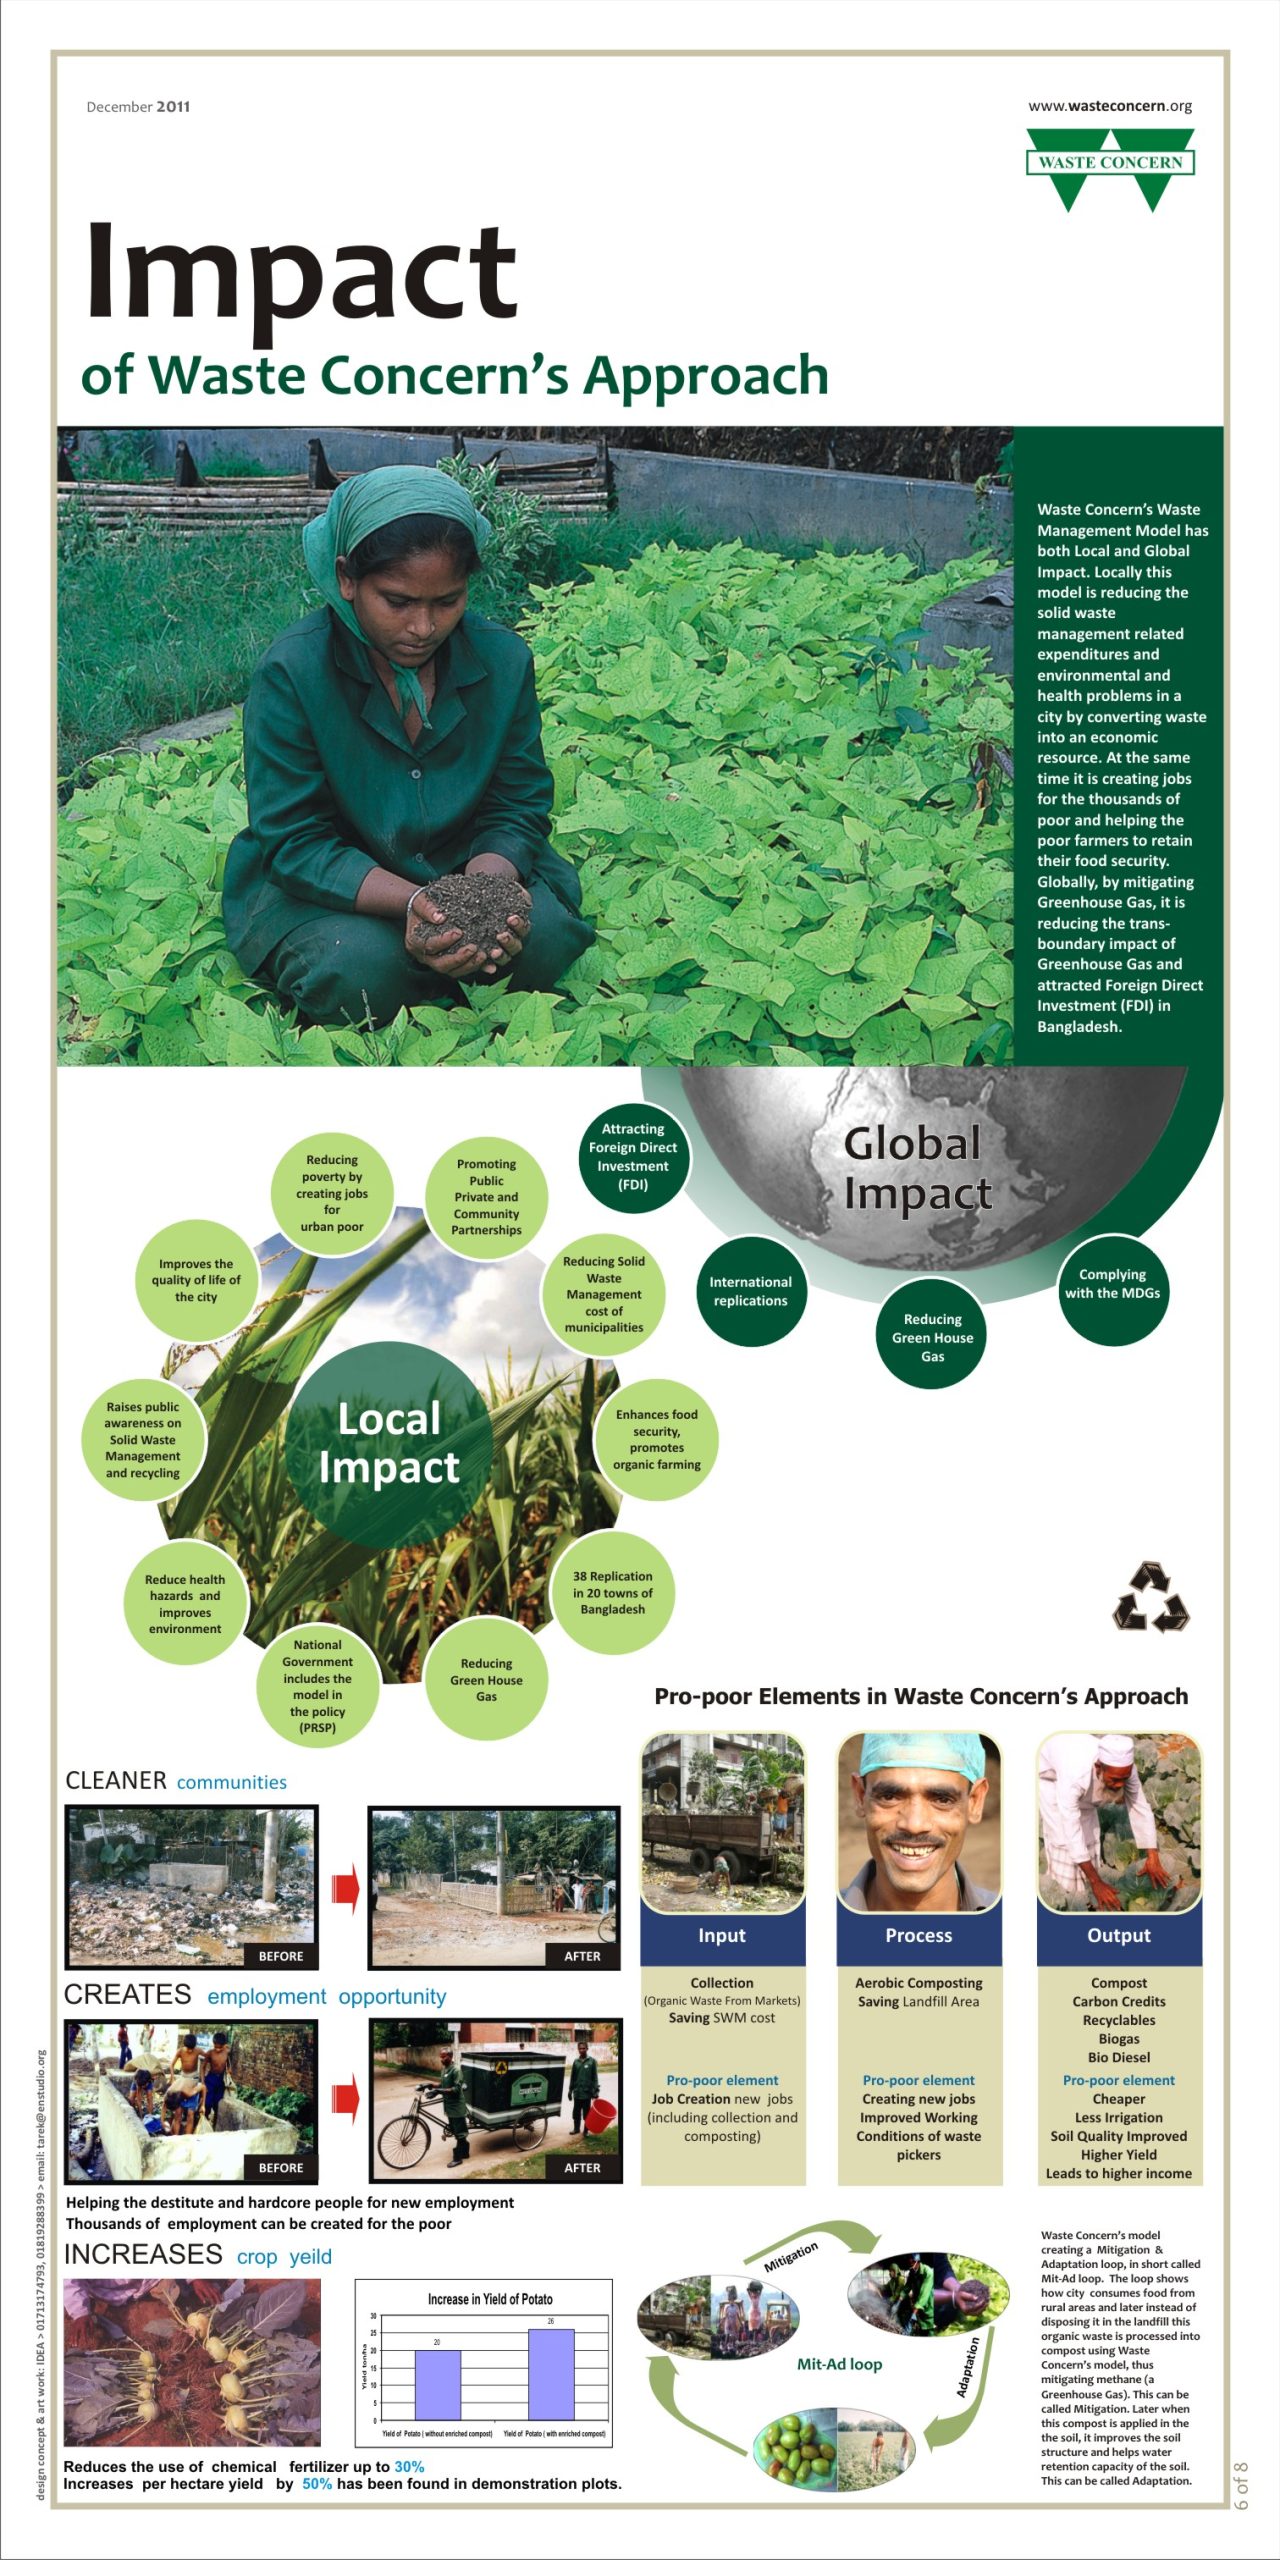 December 2011
www.wasteconcern.org
WASTE CONCERN
Impact
of Waste Concern's Approach
Waste Concern's Waste
Management Model has
both Local and Global
Impact. Locally this
model is reducing the
solid waste
management related
expenditures and
environmental and
health problems in a
city by converting waste
into an economic
resource. At the same
time it is creating jobs
for the thousands of
poor and helping the
poor farmers to retain
their food security.
Globally, by mitigating
Greenhouse Gas, it is
reducing the trans-
boundary impact of
Greenhouse Gas and
attracted Foreign Direct
Investment (FDI) in
Bangladesh.
Global
Impact
Attracting
Foreign Direct
Investment
(FDI)
International
replications
Reducing
Green House
Gas
Complying
with the MDGs
Local
Impact
Reducing
poverty by
creating jobs
for
urban poor
Promoting
Public
Private and
Community
Partnerships
Reducing Solid
Waste
Management
cost of
municipalities
Enhances food
security,
promotes
organic farming
38 Replication
in 20 towns of
Bangladesh
Reducing
Green House
Gas
National
Government
includes the
model in
the policy
(PRSP)
Reduce health
hazards and
improves
environment
Raises public
awareness on
Solid Waste
Management
and recycling
Improves the
quality of life of
the city
CLEANER communities
BEFORE
AFTER
CREATES employment opportunity
BEFORE
AFTER
Helping the destitute and hardcore people for new employment
Thousands of employment can be created for the poor
INCREASES crop yeild
Increase in Yield of Potato
Yield ton/ha
30
25
20
15
10
5
0
20
26
Yield of Potato ( without enriched compost)
Yield of Potato ( with enriched compost)
Reduces the use of chemical fertilizer up to 30%
Increases per hectare yield by 50% has been found in demonstration plots.
Pro-poor Elements in Waste Concern's Approach
Input
Collection
(Organic Waste From Markets)
Saving SWM cost
Pro-poor element
Job Creation new jobs
(including collection and
composting)
Process
Aerobic Composting
Saving Landfill Area
Pro-poor element
Creating new jobs
Improved Working
Conditions of waste
pickers
Output
Compost
Carbon Credits
Recyclables
Biogas
Bio Diesel
Pro-poor element
Cheaper
Less Irrigation
Soil Quality Improved
Higher Yield
Leads to higher income
Mitigation
Mit-Ad loop
Adaptation
Waste Concern's model
creating a Mitigation &
Adaptation loop, in short called
Mit-Ad loop. The loop shows
how city consumes food from
rural areas and later instead of
disposing it in the landfill this
organic waste is processed into
compost using Waste
Concern's model, thus
mitigating methane (a
Greenhouse Gas). This can be
called Mitigation. Later when
this compost is applied in the
the soil, it improves the soil
structure and helps water
retention capacity of the soil.
This can be called Adaptation.
design concept & art work: IDEA > 01713174793, 01819288399 > email: tarek@enstudio.org
6 of 8